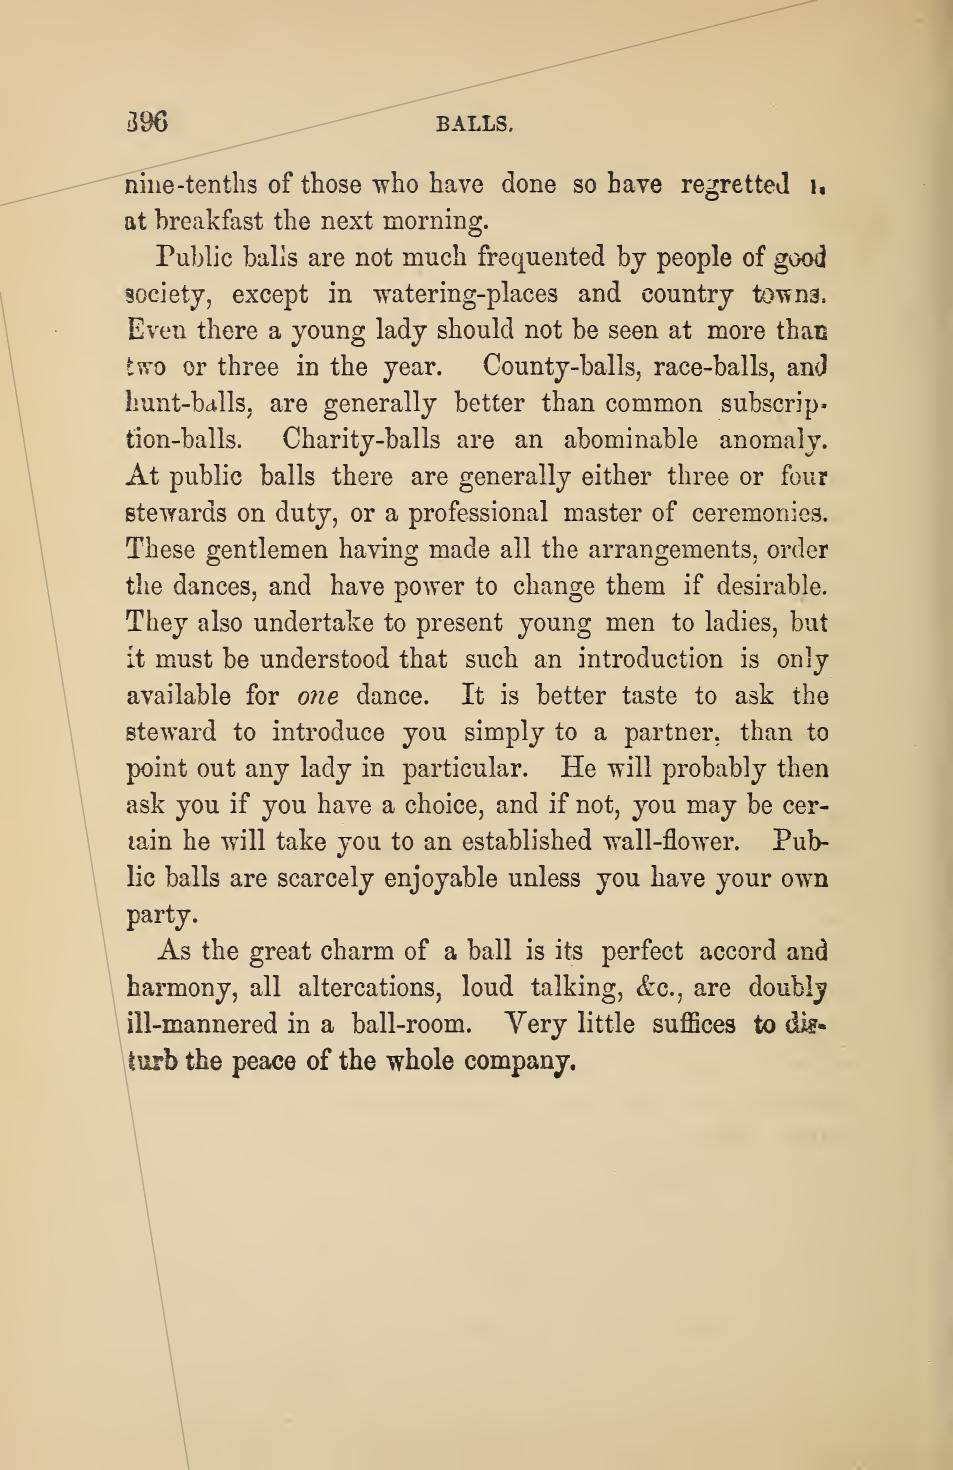 396 BALLS.
nine-tenths of those who have done so have regretted
at breakfast the next morning.
Public balls are not much frequented by people of good
society, except in watering-places and country towns.
Even there a young lady should not be seen at more than
two or three in the year. County-balls, race-balls, and
hunt-balls, are generally better than common subscrip-
tion-balls. Charity-balls are an abominable anomaly.
At public balls there are generally either three or four
stewards on duty, or a professional master of ceremonies.
These gentlemen having made all the arrangements, order
the dances, and have power to change them if desirable.
They also undertake to present young men to ladies, but
it must be understood that such an introduction is only
available for one dance. It is better taste to ask the
steward to introduce you simply to a partner, than to
point out any lady in particular. He will probably then
ask you if you have a choice, and if not, you may be cer-
tain he will take you to an established wall-flower. Pub-
lic balls are scarcely enjoyable unless you have your own
party.
As the great charm of a ball is its perfect accord and
harmony, all altercations, loud talking, &c., are doubly
ill-mannered in a ball-room. Very little suffices to dis-
turb the peace of the whole company.